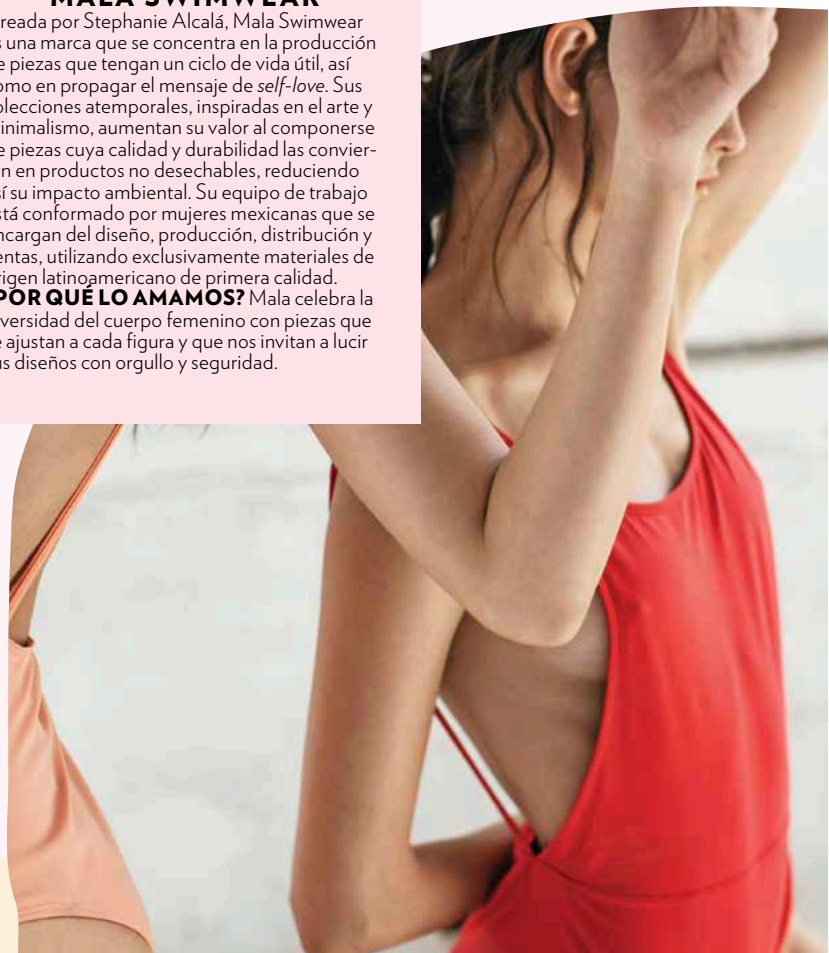 MALA SWIMWEAR
reada por Stephanie Alcalá, Mala Swimwear
s una marca que se concentra en la producción
e piezas que tengan un ciclo de vida útil, así
omo en propagar el mensaje de self-love. Sus
olecciones atemporales, inspiradas en el arte y
inimalismo, aumentan su valor al componerse
e piezas cuya calidad y durabilidad las convier-
n en productos no desechables, reduciendo
sí su impacto ambiental. Su equipo de trabajo
stá conformado por mujeres mexicanas que se
ncargan del diseño, producción, distribución y
entas, utilizando exclusivamente materiales de
rigen latinoamericano de primera calidad.
POR QUÉ LO AMAMOS? Mala celebra la
versidad del cuerpo femenino con piezas que
e ajustan a cada figura y que nos invitan a lucir
us diseños con orgullo y seguridad.